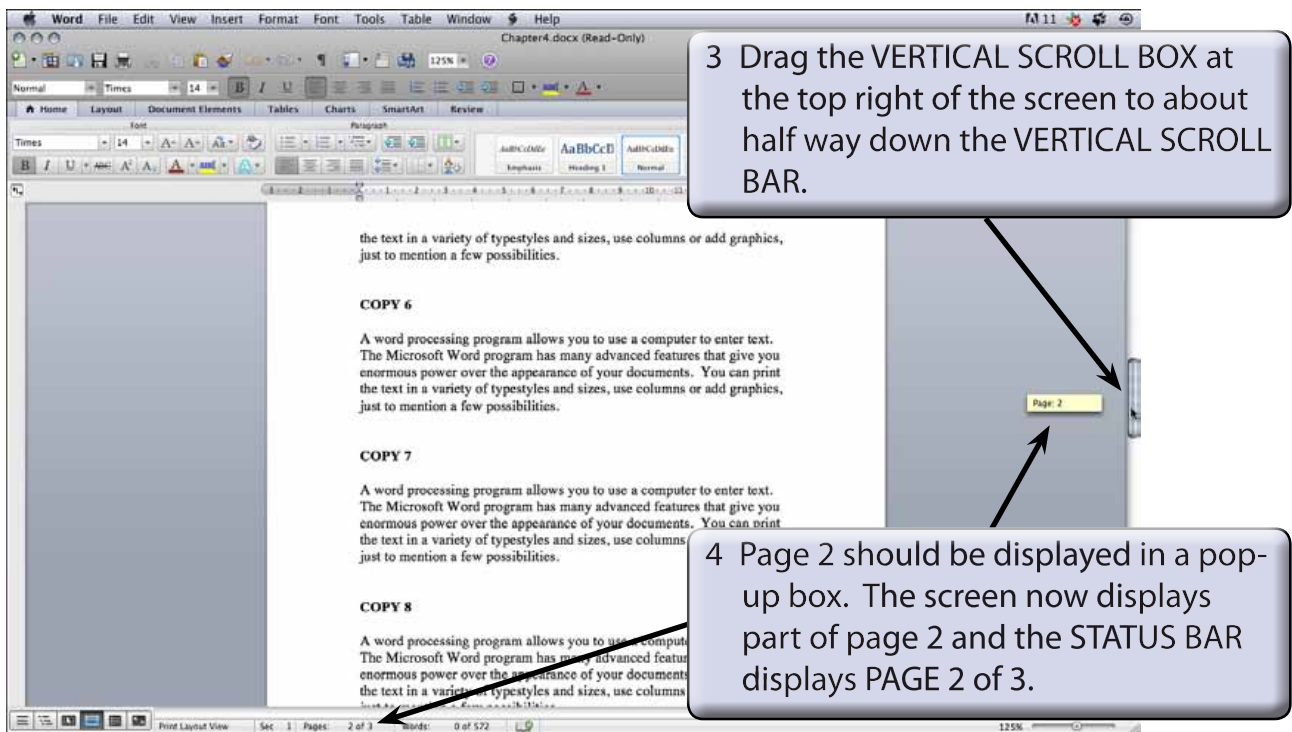 Word File Edit View Insert Format Font Tools Table Window Help
11
Chapter4.docx (Read-Only)
125%
Normal Times 14 B I U
Home Layout Document Elements Tables Charts SmartArt Review
Font Paragraph
Times 14
AaBbCcDdEe AaBbCcD AaBbCcDdEe
B I U ABC
Emphasis Heading 1 Normal
3 Drag the VERTICAL SCROLL BOX at
the top right of the screen to about
half way down the VERTICAL SCROLL
BAR.
the text in a variety of typestyles and sizes, use columns or add graphics,
just to mention a few possibilities.
COPY 6
A word processing program allows you to use a computer to enter text.
The Microsoft Word program has many advanced features that give you
enormous power over the appearance of your documents. You can print
the text in a variety of typestyles and sizes, use columns or add graphics,
just to mention a few possibilities.
Page: 2
COPY 7
A word processing program allows you to use a computer to enter text.
The Microsoft Word program has many advanced features that give you
enormous power over the appearance of your documents. You can print
the text in a variety of typestyles and sizes, use columns
just to mention a few possibilities.
4 Page 2 should be displayed in a pop-
up box. The screen now displays
part of page 2 and the STATUS BAR
displays PAGE 2 of 3.
COPY 8
A word processing program allows you to use a
The Microsoft Word program has many advanced
enormous power over the appearance of your documents
the text in a variety of typestyles and sizes, use columns
Print Layout View Sec 1 Pages: 2 of 3 Words: 0 of 572
125%